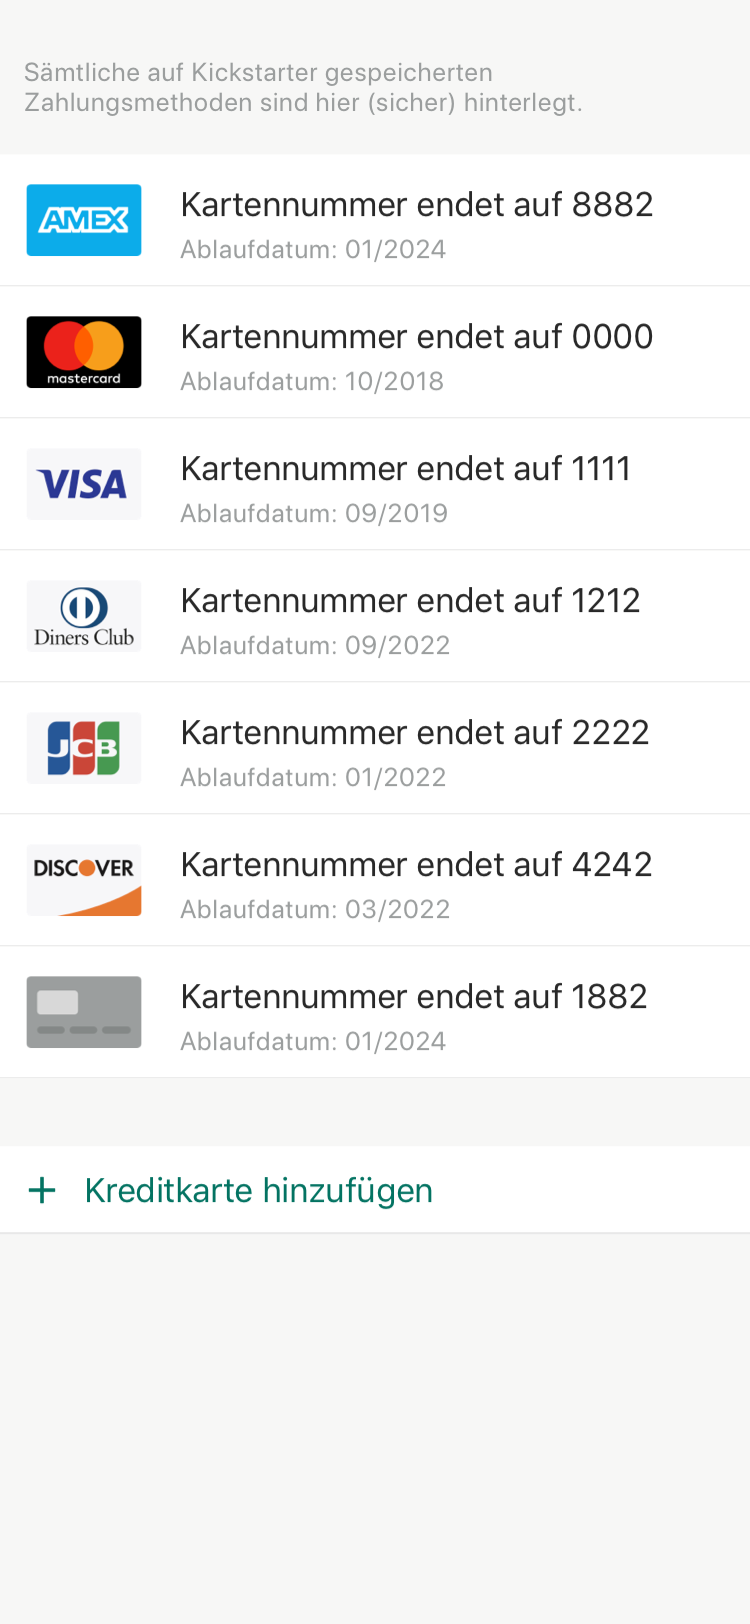 Sämtliche auf Kickstarter gespeicherten
Zahlungsmethoden sind hier (sicher) hinterlegt.
AMEX
Kartennummer endet auf 8882
Ablaufdatum: 01/2024
mastercard
Kartennummer endet auf 0000
Ablaufdatum: 10/2018
VISA
Kartennummer endet auf 1111
Ablaufdatum: 09/2019
Diners Club
Kartennummer endet auf 1212
Ablaufdatum: 09/2022
JCB
Kartennummer endet auf 2222
Ablaufdatum: 01/2022
DISCOVER
Kartennummer endet auf 4242
Ablaufdatum: 03/2022
Kartennummer endet auf 1882
Ablaufdatum: 01/2024
+ Kreditkarte hinzufügen